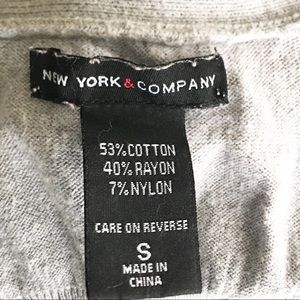 NEW YORK & COMPANY
53% COTTON
40% RAYON
7% NYLON
CARE ON REVERSE
S
MADE IN
CHINA